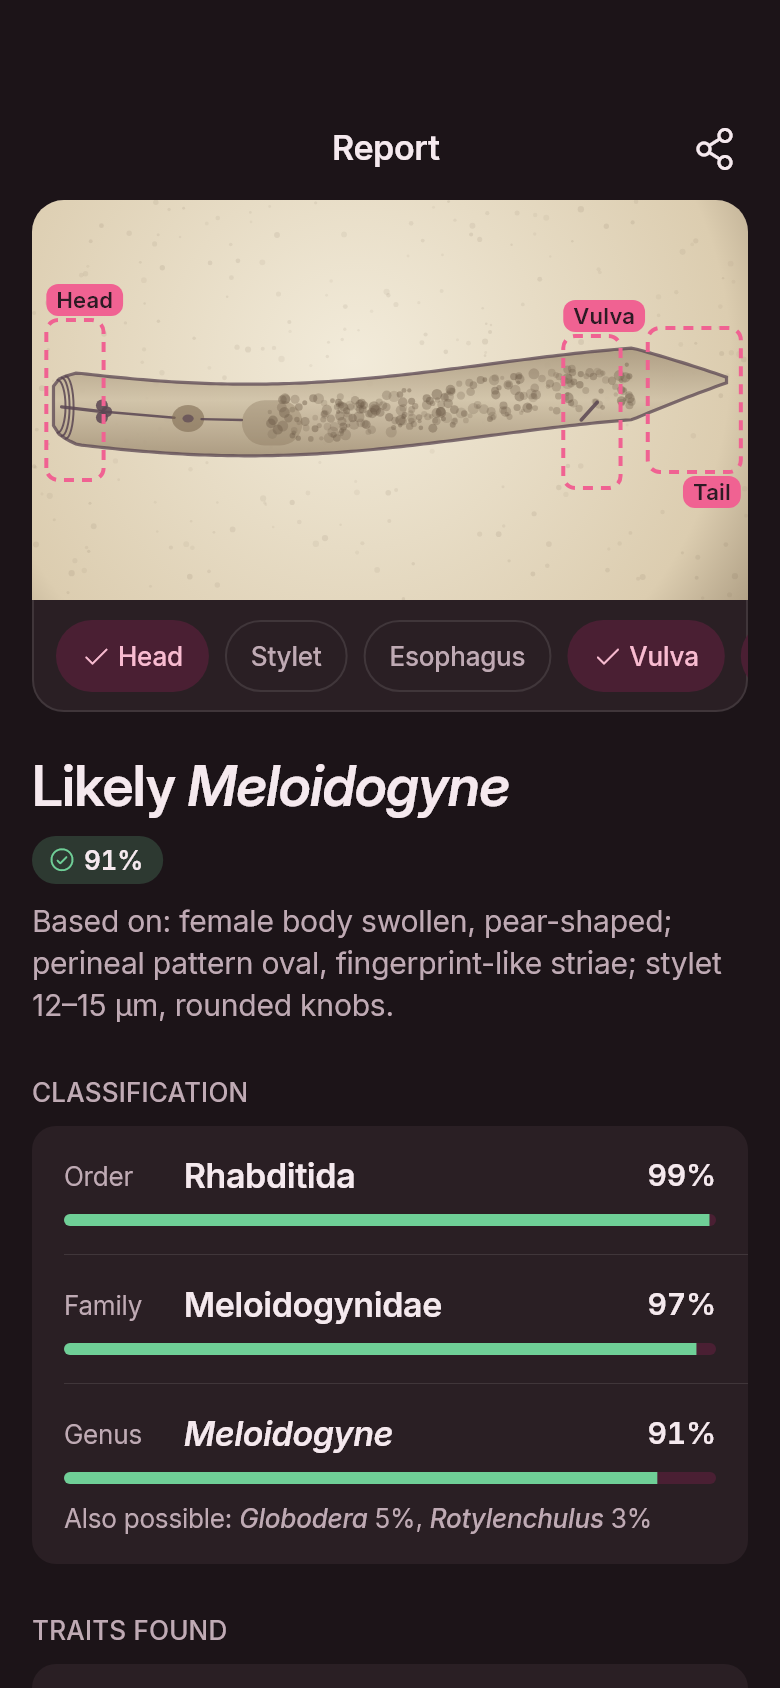 Report
Head
Vulva
Tail
Head
Stylet
Esophagus
Vulva
Likely Meloidogyne
91%
Based on: female body swollen, pear-shaped;
perineal pattern oval, fingerprint-like striae; stylet
12–15 µm, rounded knobs.
CLASSIFICATION
Order Rhabditida 99%
Family Meloidogynidae 97%
Genus Meloidogyne 91%
Also possible: Globodera 5%, Rotylenchulus 3%
TRAITS FOUND